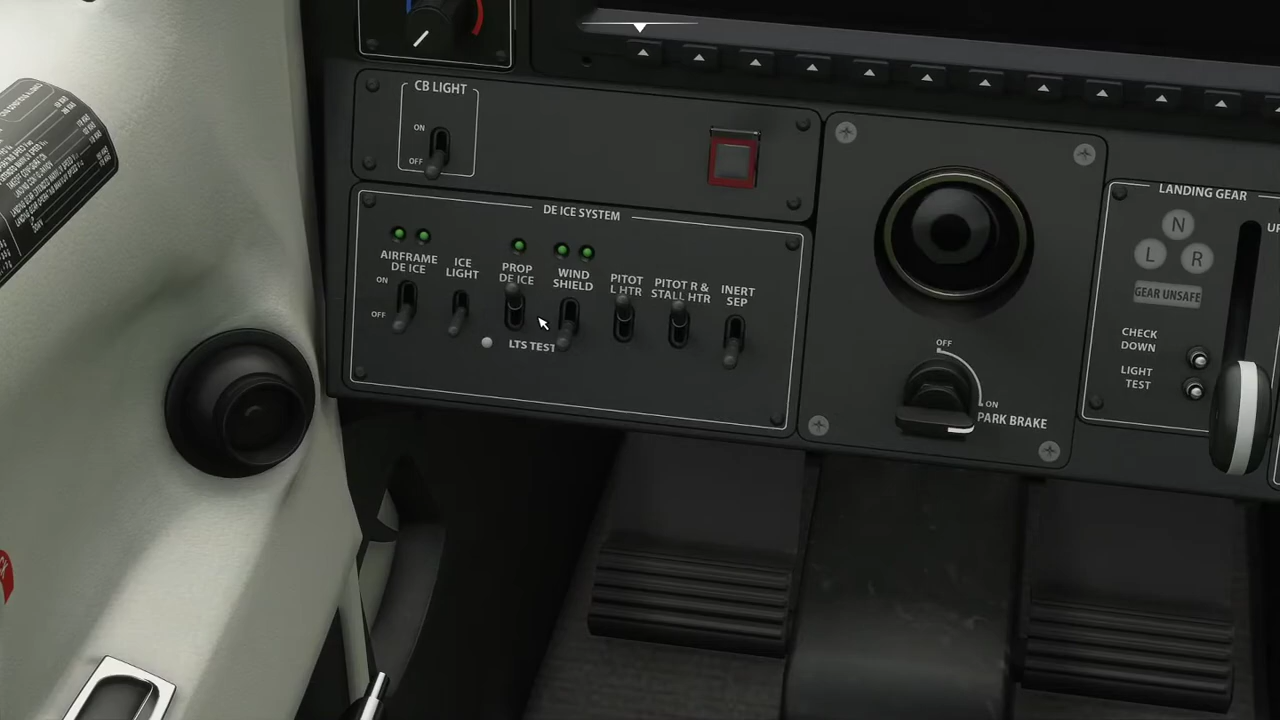 CB LIGHT
ON
OFF
DE ICE SYSTEM
AIRFRAME
DE ICE
ICE
LIGHT
PROP
DE ICE
WIND
SHIELD
PITOT
L HTR
PITOT R &
STALL HTR
INERT
SEP
ON
OFF
LTS TEST
OFF
ON
PARK BRAKE
LANDING GEAR
N
L
R
GEAR UNSAFE
CHECK
DOWN
LIGHT
TEST